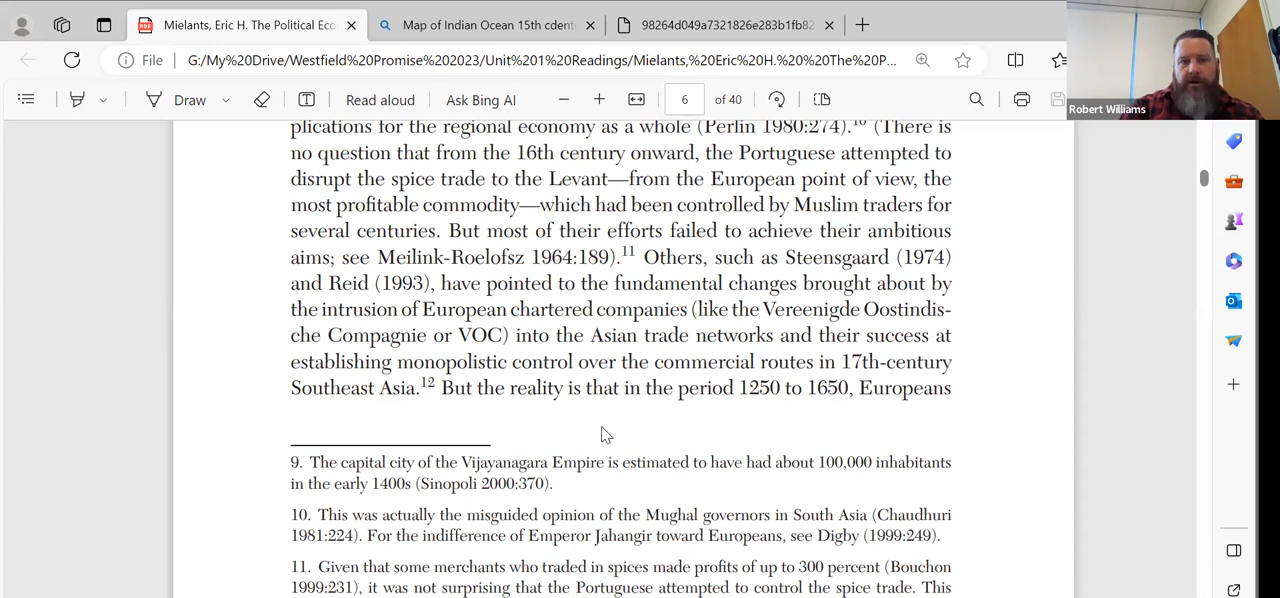 Mielants, Eric H. The Political Eco
Map of Indian Ocean 15th cdent
98264d049a7321826e283b1fb82
File
G:/My%20Drive/Westfield%20Promise%202023/Unit%201%20Readings/Mielants,%20Eric%20H.%20%20The%20P...
Draw
Read aloud
Ask Bing AI
6
of 40
Robert Williams
plications for the regional economy as a whole (Perlin 1980:274).10 (There is
no question that from the 16th century onward, the Portuguese attempted to
disrupt the spice trade to the Levant—from the European point of view, the
most profitable commodity—which had been controlled by Muslim traders for
several centuries. But most of their efforts failed to achieve their ambitious
aims; see Meilink-Roelofsz 1964:189).11 Others, such as Steensgaard (1974)
and Reid (1993), have pointed to the fundamental changes brought about by
the intrusion of European chartered companies (like the Vereenigde Oostindis-
che Compagnie or VOC) into the Asian trade networks and their success at
establishing monopolistic control over the commercial routes in 17th-century
Southeast Asia.12 But the reality is that in the period 1250 to 1650, Europeans
9. The capital city of the Vijayanagara Empire is estimated to have had about 100,000 inhabitants
in the early 1400s (Sinopoli 2000:370).
10. This was actually the misguided opinion of the Mughal governors in South Asia (Chaudhuri
1981:224). For the indifference of Emperor Jahangir toward Europeans, see Digby (1999:249).
11. Given that some merchants who traded in spices made profits of up to 300 percent (Bouchon
1999:231), it was not surprising that the Portuguese attempted to control the spice trade. This